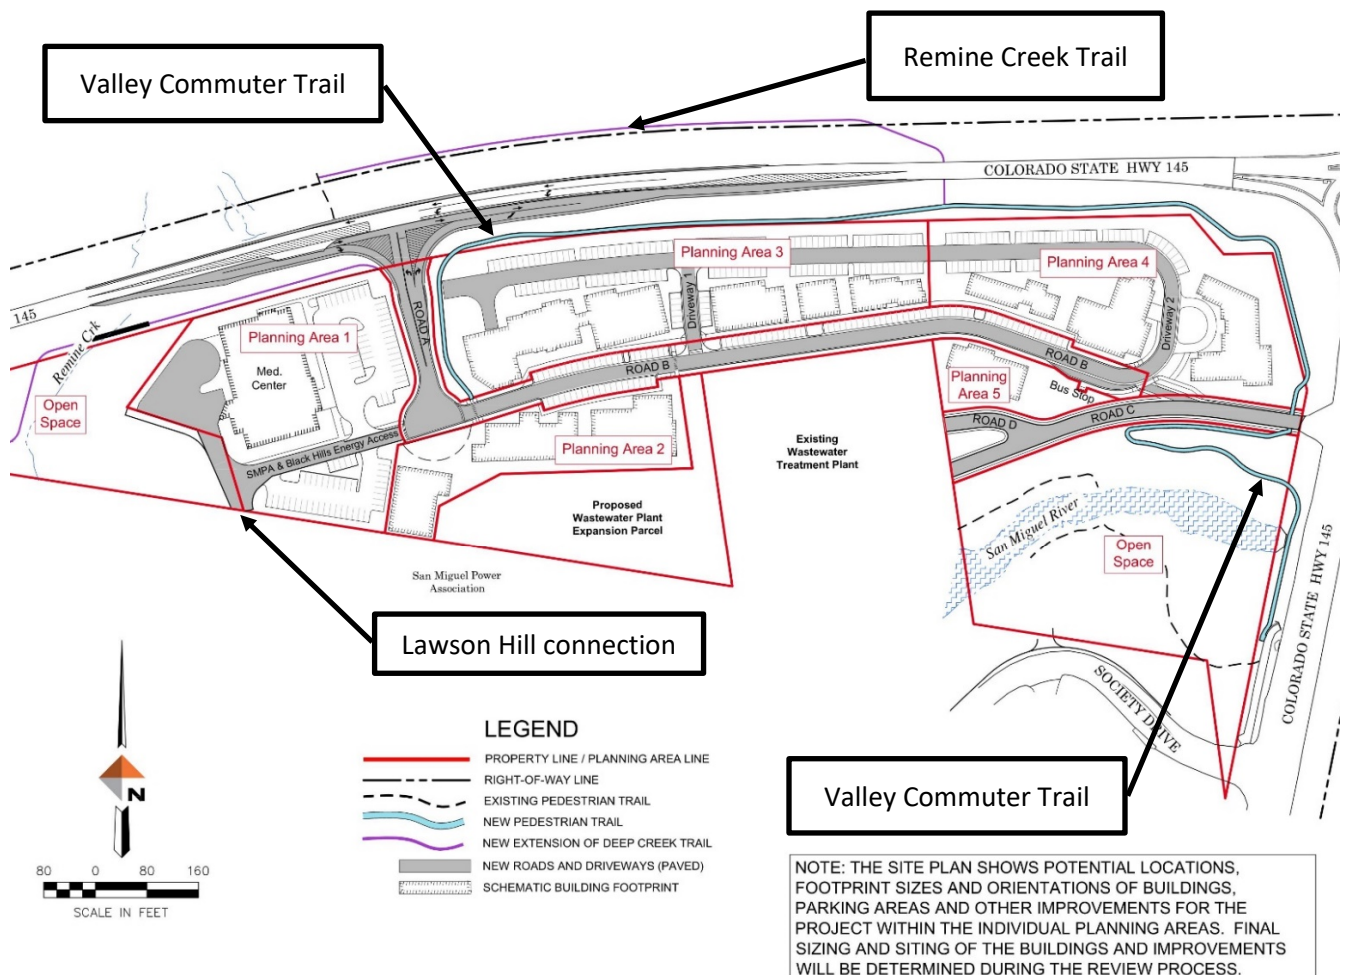 Valley Commuter Trail
Remine Creek Trail
COLORADO STATE HWY 145
145
Remine Crk
Planning Area 1
Med.
Center
ROAD A
Planning Area 3
Driveway 1
Planning Area 4
Driveway 2
Open
Space
SMPA & Black Hills Energy Access
ROAD B
ROAD B
Planning
Area 5
Bus Stop
ROAD C
ROAD D
Planning Area 2
Existing
Wastewater
Treatment Plant
Proposed
Wastewater Plant
Expansion Parcel
San Miguel River
Open
Space
San Miguel Power
Association
COLORADO STATE HWY 145
Lawson Hill connection
SOCIETY DRIVE
Valley Commuter Trail
N
80 0 80 160
SCALE IN FEET
LEGEND
PROPERTY LINE / PLANNING AREA LINE
RIGHT-OF-WAY LINE
EXISTING PEDESTRIAN TRAIL
NEW PEDESTRIAN TRAIL
NEW EXTENSION OF DEEP CREEK TRAIL
NEW ROADS AND DRIVEWAYS (PAVED)
SCHEMATIC BUILDING FOOTPRINT
NOTE: THE SITE PLAN SHOWS POTENTIAL LOCATIONS,
FOOTPRINT SIZES AND ORIENTATIONS OF BUILDINGS,
PARKING AREAS AND OTHER IMPROVEMENTS FOR THE
PROJECT WITHIN THE INDIVIDUAL PLANNING AREAS. FINAL
SIZING AND SITING OF THE BUILDINGS AND IMPROVEMENTS
WILL BE DETERMINED DURING THE REVIEW PROCESS.